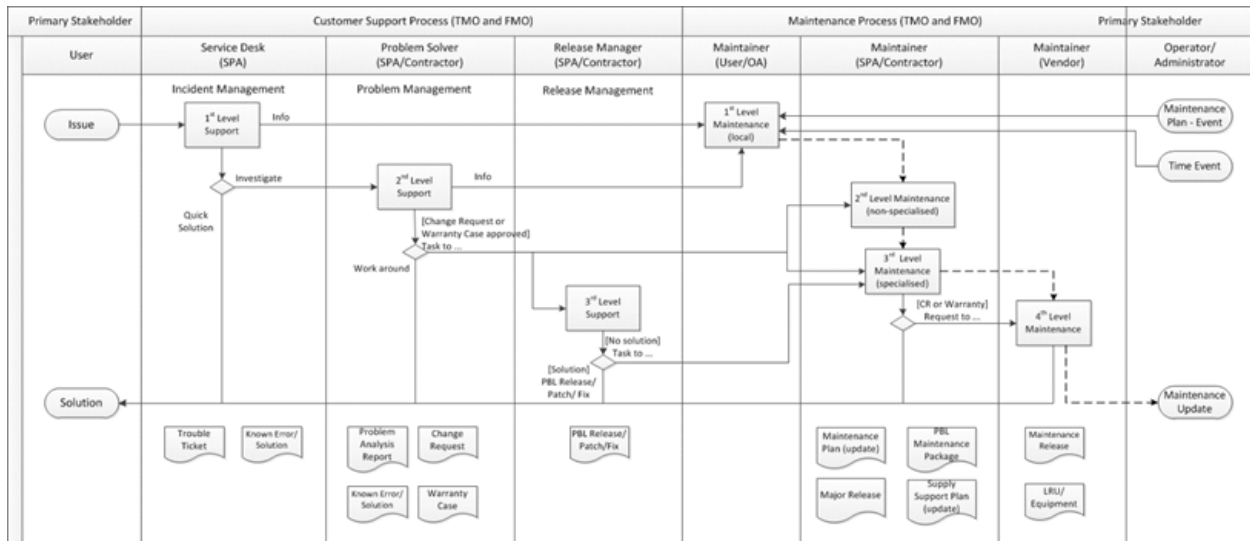 Primary Stakeholder
Customer Support Process (TMO and FMO)
Maintenance Process (TMO and FMO)
Primary Stakeholder
User
Service Desk
(SPA)
Problem Solver
(SPA/Contractor)
Release Manager
(SPA/Contractor)
Maintainer
(User/OA)
Maintainer
(SPA/Contractor)
Maintainer
(Vendor)
Operator/
Administrator
Incident Management
Problem Management
Release Management
Issue
1st Level
Support
Info
1st Level
Maintenance
(local)
Maintenance
Plan - Event
Time Event
Investigate
2nd Level
Support
Info
2nd Level Maintenance
(non-specialised)
Quick
Solution
[Change Request or
Warranty Case approved]
Task to ...
Work around
3rd Level
Maintenance
(specialised)
3rd Level
Support
[CR or Warranty]
Request to ...
4th Level
Maintenance
[No solution]
Task to ...
[Solution]
PBL Release/
Patch/ Fix
Solution
Maintenance
Update
Trouble
Ticket
Known Error/
Solution
Problem
Analysis
Report
Change
Request
PBL Release/
Patch/Fix
Maintenance
Plan (update)
PBL
Maintenance
Package
Maintenance
Release
Known Error/
Solution
Warranty
Case
Major Release
Supply
Support Plan
(update)
LRU/
Equipment